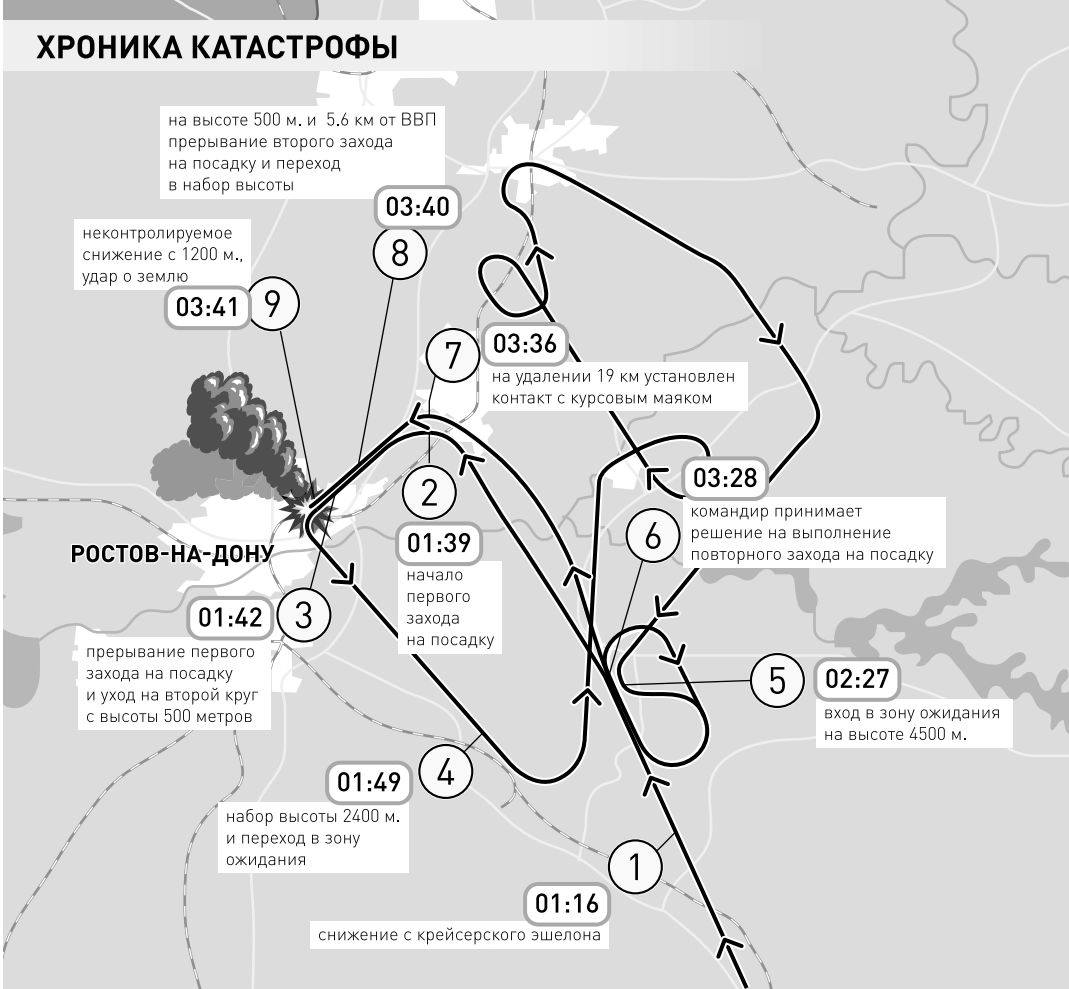 ХРОНИКА КАТАСТРОФЫ
на высоте 500 м. и 5.6 км от ВВП
прерывание второго захода
на посадку и переход
в набор высоты
03:40
8
неконтролируемое
снижение с 1200 м.,
удар о землю
03:41
9
7
03:36
на удалении 19 км установлен
контакт с курсовым маяком
2
01:39
начало
первого
захода
на посадку
03:28
6
командир принимает
решение на выполнение
повторного захода на посадку
РОСТОВ-НА-ДОНУ
01:42
3
прерывание первого
захода на посадку
и уход на второй круг
с высоты 500 метров
5
02:27
вход в зону ожидания
на высоте 4500 м.
4
01:49
набор высоты 2400 м.
и переход в зону
ожидания
1
01:16
снижение с крейсерского эшелона